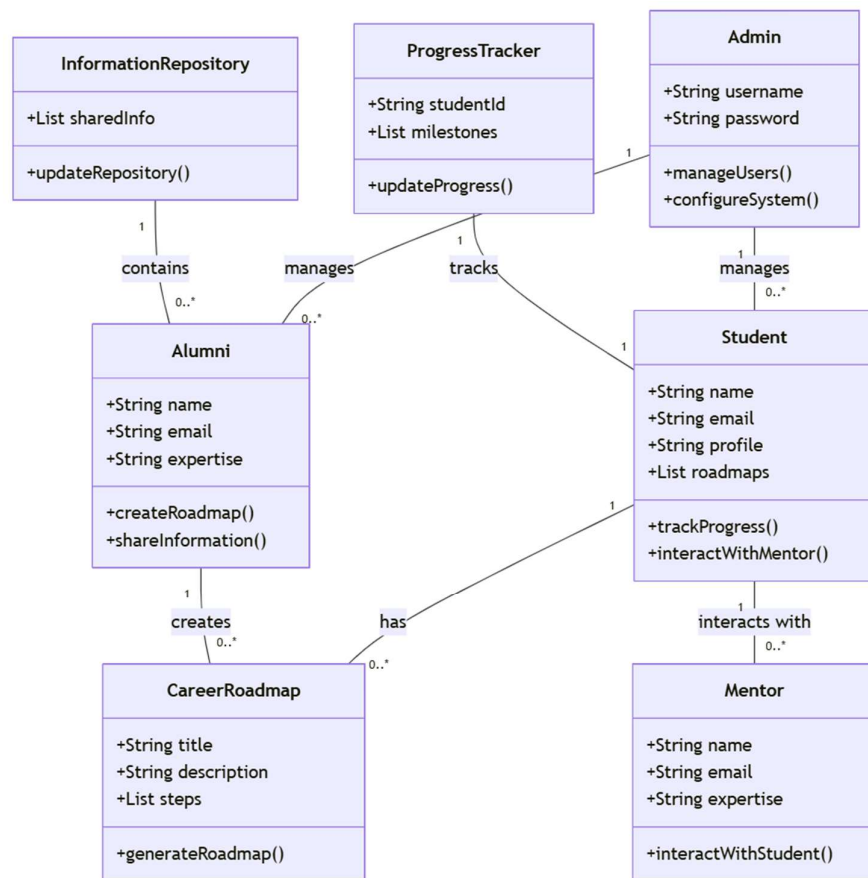 InformationRepository
+List sharedInfo
+updateRepository()
ProgressTracker
+String studentId
+List milestones
+updateProgress()
Admin
+String username
+String password
+manageUsers()
+configureSystem()
1
contains
0..*
1
manages
0..*
1
tracks
1
1
manages
0..*
Alumni
+String name
+String email
+String expertise
+createRoadmap()
+shareInformation()
Student
+String name
+String email
+String profile
+List roadmaps
+trackProgress()
+interactWithMentor()
1
creates
0..*
1
has
0..*
1
interacts with
0..*
CareerRoadmap
+String title
+String description
+List steps
+generateRoadmap()
Mentor
+String name
+String email
+String expertise
+interactWithStudent()